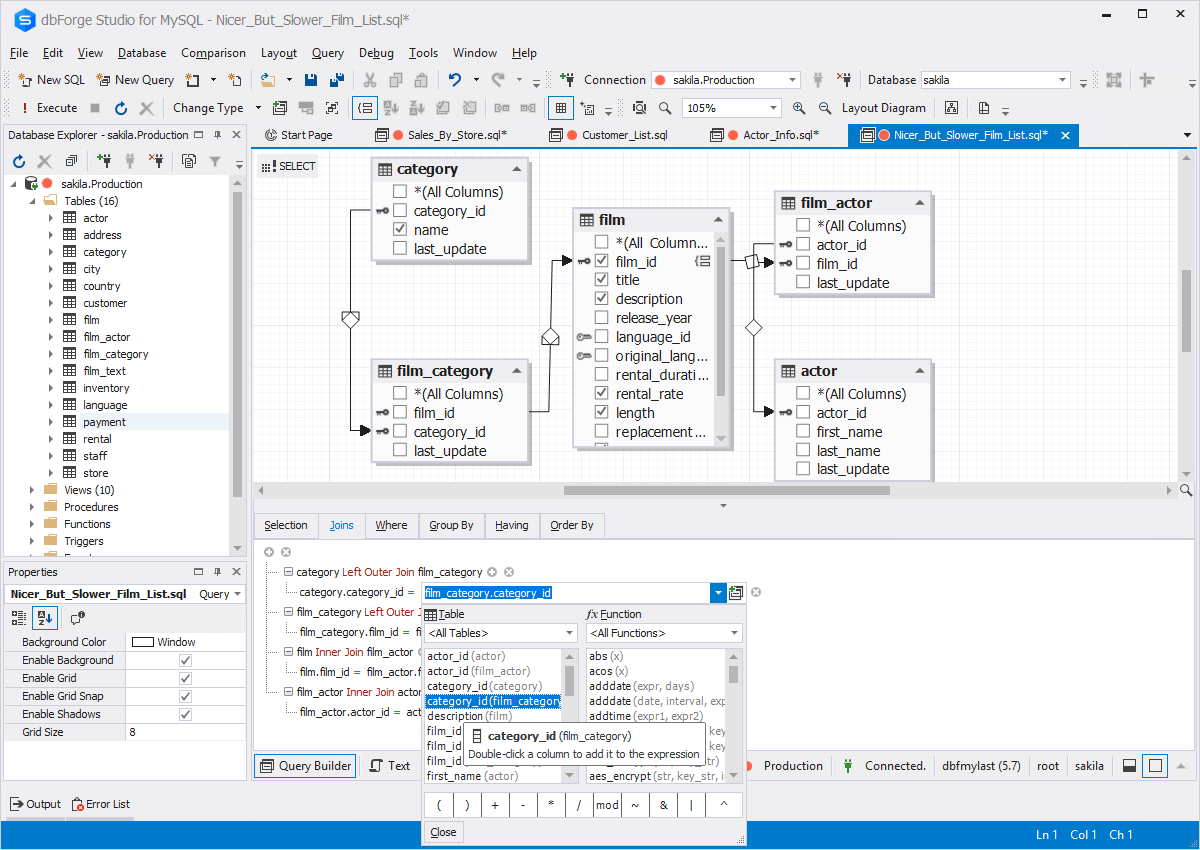 dbForge Studio for MySQL - Nicer_But_Slower_Film_List.sql*
File Edit View Database Comparison Layout Query Debug Tools Window Help
New SQL New Query Connection sakila.Production Database sakila
Execute Change Type 105% Layout Diagram
Database Explorer - sakila.Production
Start Page Sales_By_Store.sql* Customer_List.sql Actor_Info.sql* Nicer_But_Slower_Film_List.sql*
sakila.Production
Tables (16)
actor
address
category
city
country
customer
film
film_actor
film_category
film_text
inventory
language
payment
rental
staff
store
Views (10)
Procedures
Functions
Triggers
SELECT
category
*(All Columns)
category_id
name
last_update
film_category
*(All Columns)
film_id
category_id
last_update
film
*(All Column...
film_id
title
description
release_year
language_id
original_lang...
rental_durati...
rental_rate
length
replacement ...
film_actor
*(All Columns)
actor_id
film_id
last_update
actor
*(All Columns)
actor_id
first_name
last_name
last_update
Properties
Nicer_But_Slower_Film_List.sql Query
Background Color Window
Enable Background
Enable Grid
Enable Grid Snap
Enable Shadows
Grid Size 8
Selection Joins Where Group By Having Order By
category Left Outer Join film_category
category.category_id = film_category.category_id
film_category Left Outer J
film_category.film_id = f
film Inner Join film_actor
film.film_id = film
film_actor Inner Join actor
film_actor.actor_id = act
Table fx Function
<All Tables> <All Functions>
actor_id (actor)
actor_id (film_actor)
category_id (category)
category_id (film_category
description (film)
film_id
film_id
film_id
first_name (actor)
abs (x)
acos (x)
adddate (expr, days)
adddate (date, interval, exp
addtime (expr1, expr2)
key
key_
aes_encrypt (str, key_str, i
category_id (film_category)
Double-click a column to add it to the expression
( ) + - * / mod ~ & | ^
Close
Query Builder Text Production Connected. dbfmylast (5.7) root sakila
Output Error List
Ln 1 Col 1 Ch 1